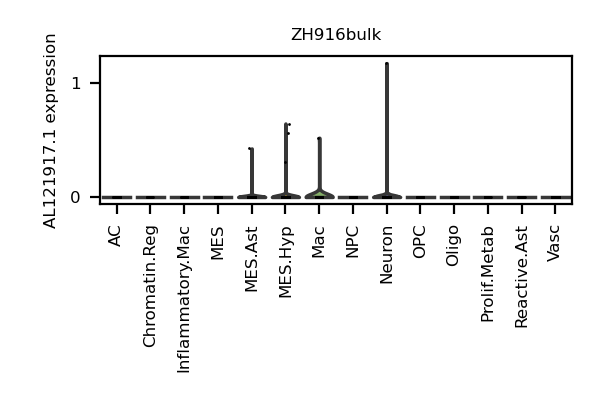 ZH916bulk
AL121917.1 expression
1
0
AC
Chromatin.Reg
Inflammatory.Mac
MES
MES.Ast
MES.Hyp
Mac
NPC
Neuron
OPC
Oligo
Prolif.Metab
Reactive.Ast
Vasc